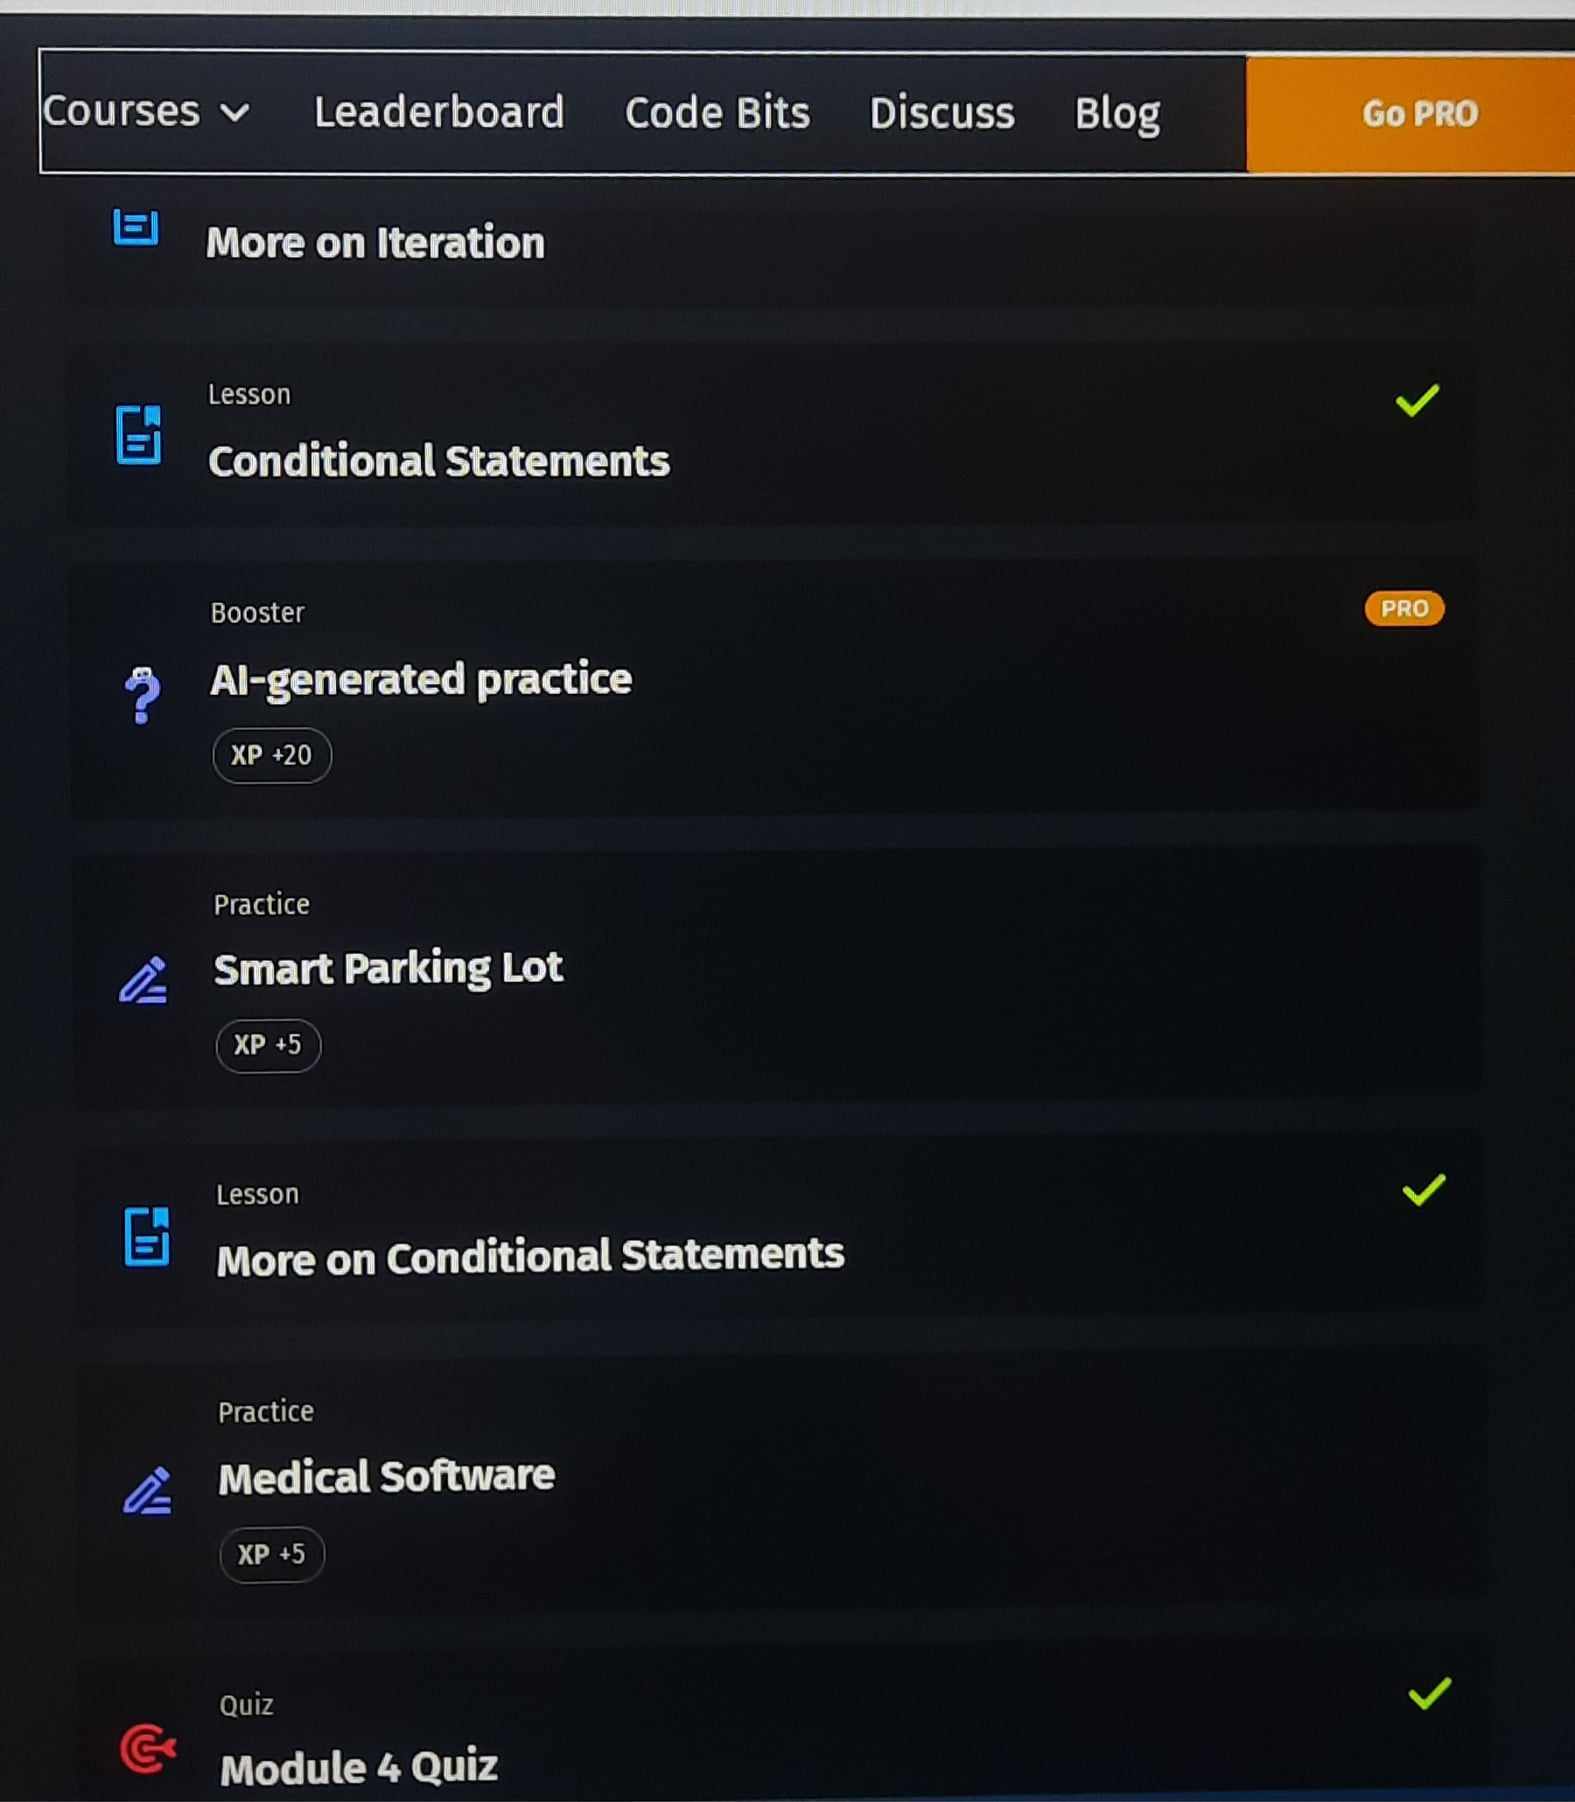 Courses Leaderboard Code Bits Discuss Blog Go PRO
More on Iteration
Lesson
Conditional Statements
Booster
PRO
AI-generated practice
XP +20
Practice
Smart Parking Lot
XP +5
Lesson
More on Conditional Statements
Practice
Medical Software
XP +5
Quiz
Module 4 Quiz